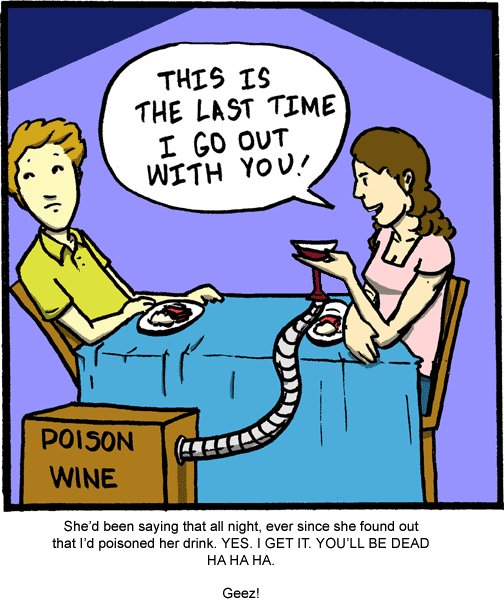 THIS IS
THE LAST TIME
I GO OUT
WITH YOU!
POISON
WINE
She'd been saying that all night, ever since she found out
that I'd poisoned her drink. YES. I GET IT. YOU'LL BE DEAD
HA HA HA.
Geez!